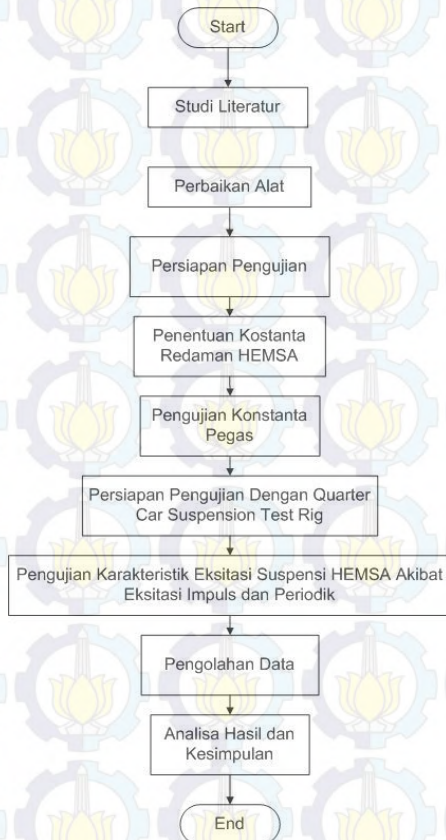 Start
Studi Literatur
Perbaikan Alat
Persiapan Pengujian
Penentuan Kostanta
Redaman HEMSA
Pengujian Konstanta
Pegas
Persiapan Pengujian Dengan Quarter
Car Suspension Test Rig
Pengujian Karakteristik Eksitasi Suspensi HEMSA Akibat
Eksitasi Impuls dan Periodik
Pengolahan Data
Analisa Hasil dan
Kesimpulan
End